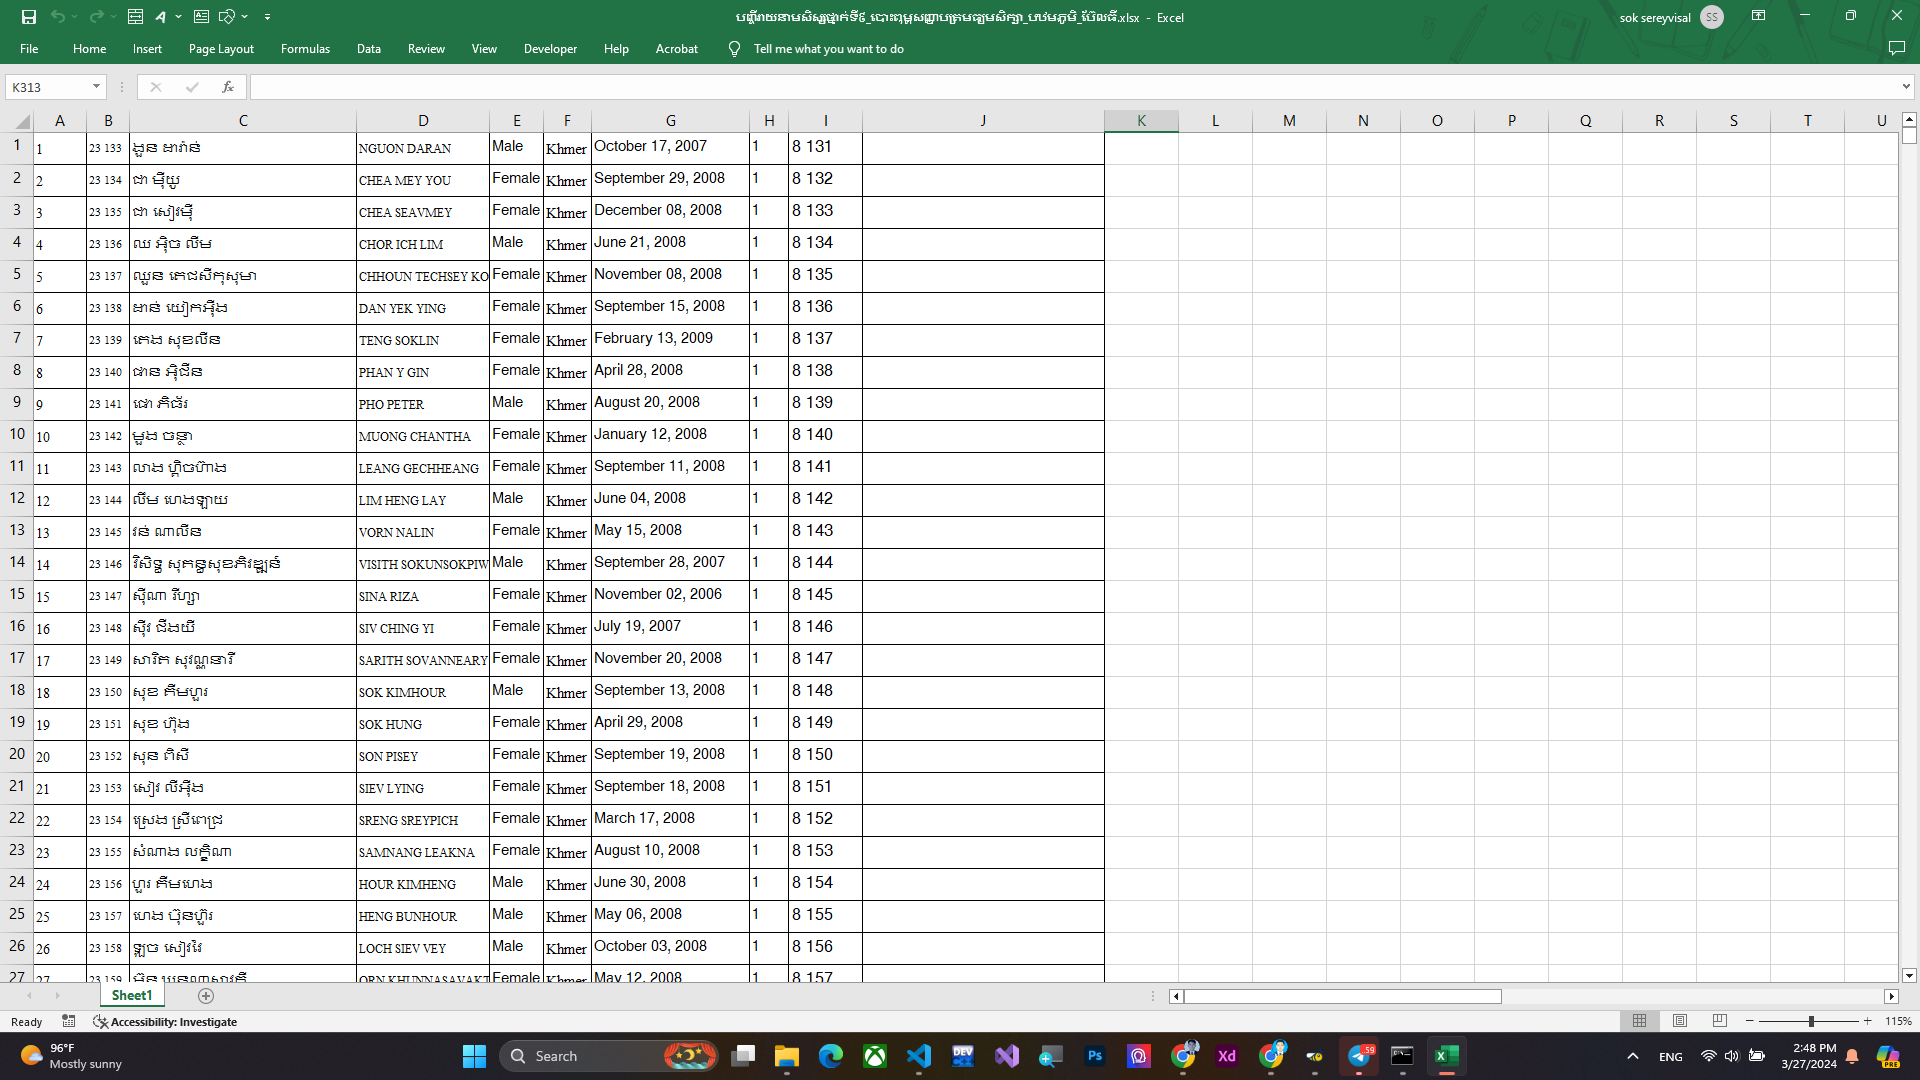 បញ្ជីរាយនាមសិស្សថ្នាក់ទី៩_បោះពុម្ពសញ្ញាបត្រមធ្យមសិក្សា_បឋមភូមិ_ប៊ែលធី.xlsx - Excel
sok sereyvisal SS
File Home Insert Page Layout Formulas Data Review View Developer Help Acrobat Tell me what you want to do
K313 fx
A B C D E F G H I J K L M N O P Q R S T U
1 1 23 133 ងួន ដារ៉ាន់ NGUON DARAN Male Khmer October 17, 2007 1 8 131
2 2 23 134 ជា ម៉ីយូ CHEA MEY YOU Female Khmer September 29, 2008 1 8 132
3 3 23 135 ជា សៀវម៉ី CHEA SEAVMEY Female Khmer December 08, 2008 1 8 133
4 4 23 136 ឈ អ៊ិច លីម CHOR ICH LIM Male Khmer June 21, 2008 1 8 134
5 5 23 137 ឈួន តេជសីកុសុមា CHHOUN TECHSEY KO Female Khmer November 08, 2008 1 8 135
6 6 23 138 ដាន់ យៀកអ៊ីង DAN YEK YING Female Khmer September 15, 2008 1 8 136
7 7 23 139 តេង សុខលីន TENG SOKLIN Female Khmer February 13, 2009 1 8 137
8 8 23 140 ផាន អ៊ិជីន PHAN Y GIN Female Khmer April 28, 2008 1 8 138
9 9 23 141 ផោ ភិធ័រ PHO PETER Male Khmer August 20, 2008 1 8 139
10 10 23 142 មួង ចន្ថា MUONG CHANTHA Female Khmer January 12, 2008 1 8 140
11 11 23 143 លាង ហ្គិចហ៊ាង LEANG GECHHEANG Female Khmer September 11, 2008 1 8 141
12 12 23 144 លីម ហេងឡាយ LIM HENG LAY Male Khmer June 04, 2008 1 8 142
13 13 23 145 វន់ ណាលីន VORN NALIN Female Khmer May 15, 2008 1 8 143
14 14 23 146 វិសិទ្ធ សុគន្ធសុខភិវឌ្ឍន៍ VISITH SOKUNSOKPIW Male Khmer September 28, 2007 1 8 144
15 15 23 147 ស៊ីណា រីហ្សា SINA RIZA Female Khmer November 02, 2006 1 8 145
16 16 23 148 ស៊ីវ ជីងយី SIV CHING YI Female Khmer July 19, 2007 1 8 146
17 17 23 149 សារិត សុវណ្ណនារី SARITH SOVANNEARY Female Khmer November 20, 2008 1 8 147
18 18 23 150 សុខ គីមហួរ SOK KIMHOUR Male Khmer September 13, 2008 1 8 148
19 19 23 151 សុខ ហ៊ុង SOK HUNG Female Khmer April 29, 2008 1 8 149
20 20 23 152 សុន ពិសី SON PISEY Female Khmer September 19, 2008 1 8 150
21 21 23 153 សៀវ លីអ៊ីង SIEV LYING Female Khmer September 18, 2008 1 8 151
22 22 23 154 ស្រេង ស្រីពេជ្រ SRENG SREYPICH Female Khmer March 17, 2008 1 8 152
23 23 23 155 សំណាង លក្ខិណា SAMNANG LEAKNA Female Khmer August 10, 2008 1 8 153
24 24 23 156 ហួរ គីមហេង HOUR KIMHENG Male Khmer June 30, 2008 1 8 154
25 25 23 157 ហេង ប៊ុនហ៊ួរ HENG BUNHOUR Male Khmer May 06, 2008 1 8 155
26 26 23 158 ឡូច សៀវវៃ LOCH SIEV VEY Male Khmer October 03, 2008 1 8 156
27 27 23 159 ORN KHUNNASAVAKT Female Khmer May 12, 2008 1 8 157
Sheet1
Ready Accessibility: Investigate 115%
96°F
Mostly sunny
Search
DEV Ps Xd 59
ENG
2:48 PM
3/27/2024
PRE